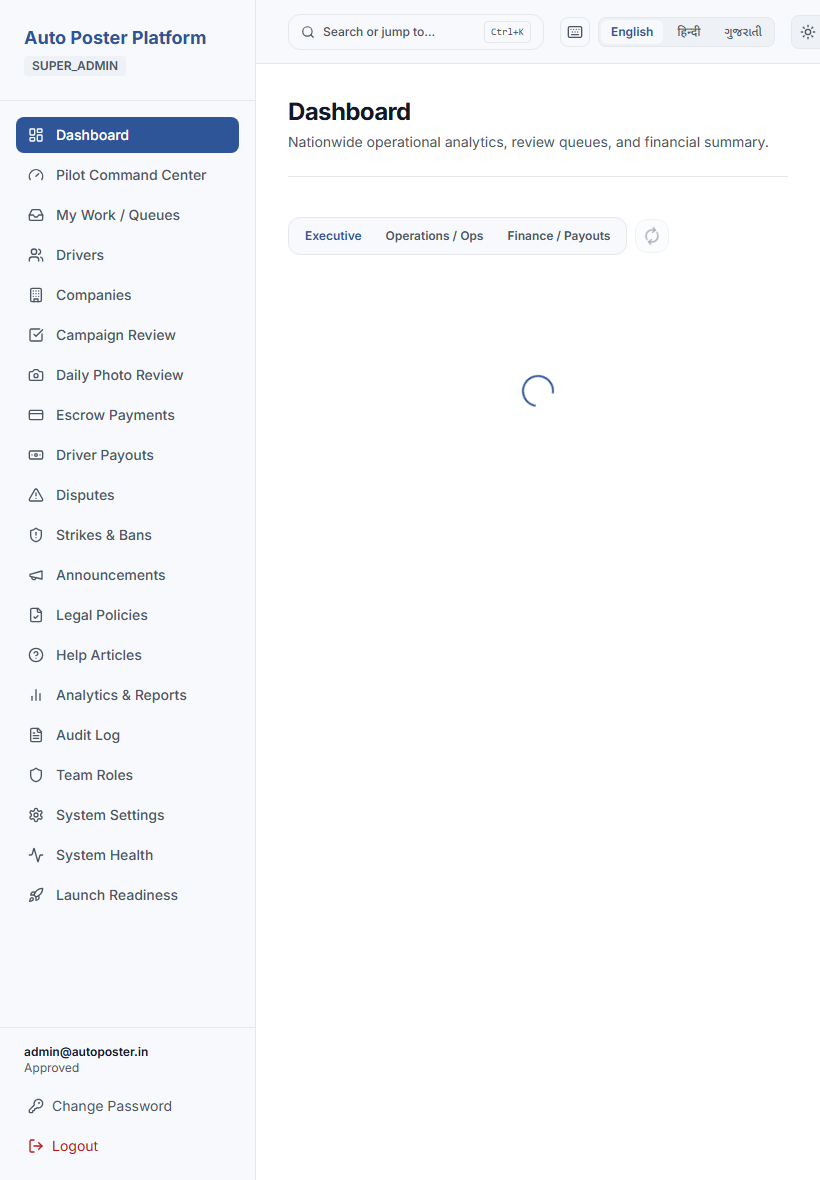 Auto Poster Platform
SUPER_ADMIN
Dashboard
Pilot Command Center
My Work / Queues
Drivers
Companies
Campaign Review
Daily Photo Review
Escrow Payments
Driver Payouts
Disputes
Strikes & Bans
Announcements
Legal Policies
Help Articles
Analytics & Reports
Audit Log
Team Roles
System Settings
System Health
Launch Readiness
admin@autoposter.in
Approved
Change Password
Logout
Search or jump to... Ctrl+K English हिन्दी ગુજરાતી
Dashboard
Nationwide operational analytics, review queues, and financial summary.
Executive Operations / Ops Finance / Payouts